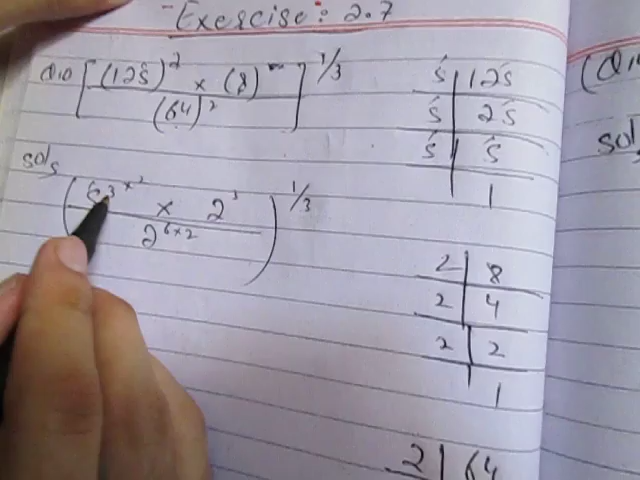 Exercise: 2.7
Q10 [ (125)^2 × (8) / (64)^2 ]^1/3
Sol:
( 5^3×2 × 2^3 / 2^6×2 )^1/3
5 | 125
5 | 25
5 | 5
| 1
2 | 8
2 | 4
2 | 2
| 1
2 | 64
(Q
Sol